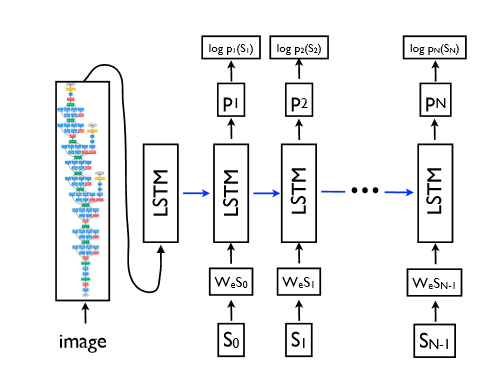 log p1(S1) log p2(S2) log pN(SN)
p1 p2 pN
LSTM LSTM LSTM ••• LSTM
WeS0 WeS1 WeSN-1
image S0 S1 SN-1